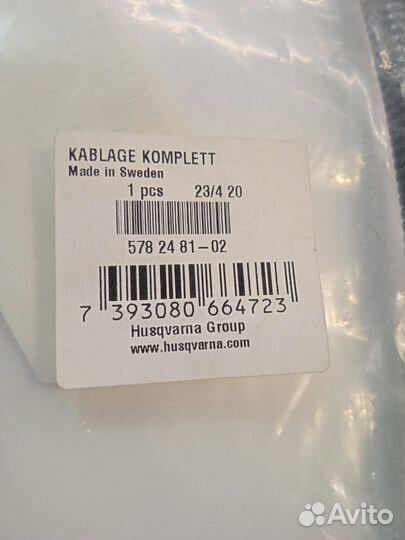 KABLAGE KOMPLETT
Made in Sweden
1 pcs 23/4 20
578 24 81-02
7 393080 664723
Husqvarna Group
www.husqvarna.com
Avito